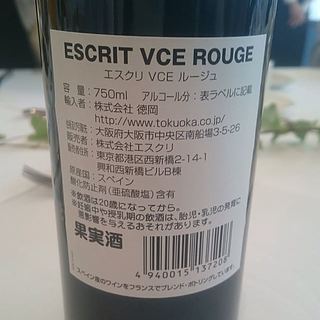 ESCRIT VCE ROUGE
エスクリ VCE ルージュ
容量：750ml アルコール分：表ラベルに記載
輸入者：株式会社 徳岡
http://www.tokuoka.co.jp/
引取先：大阪府大阪市中央区南船場3-5-26
販売者：株式会社エスクリ
東京都港区西新橋2-14-1
興和西新橋ビルB棟
原産国：スペイン
酸化防止剤（亜硫酸塩）含有
※飲酒は20歳になってから。
※妊娠中や授乳期の飲酒は、胎児・乳児の発育に
悪影響を与えるおそれがあります。
果実酒
4 940015 137208
スペイン産のワインをフランスでブレンド・ボトリングしています。